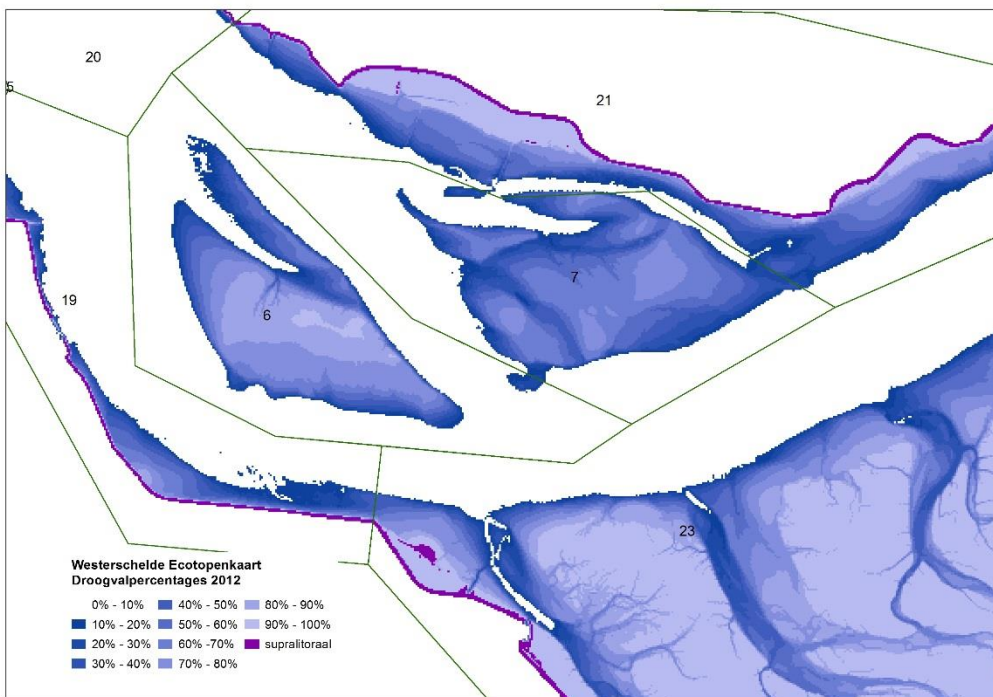 20
5
21
7
19
6
23
Westerschelde Ecotopenkaart
Droogvalpercentages 2012
0% - 10% 40% - 50% 80% - 90%
10% - 20% 50% - 60% 90% - 100%
20% - 30% 60% -70% supralitoraal
30% - 40% 70% - 80%